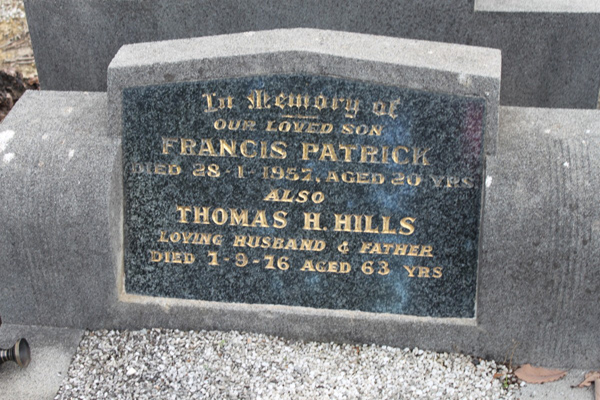 In Memory of
OUR LOVED SON
FRANCIS PATRICK
DIED 28-1-1957, AGED 20 YRS
ALSO
THOMAS H. HILLS
LOVING HUSBAND & FATHER
DIED 1-9-76 AGED 63 YRS